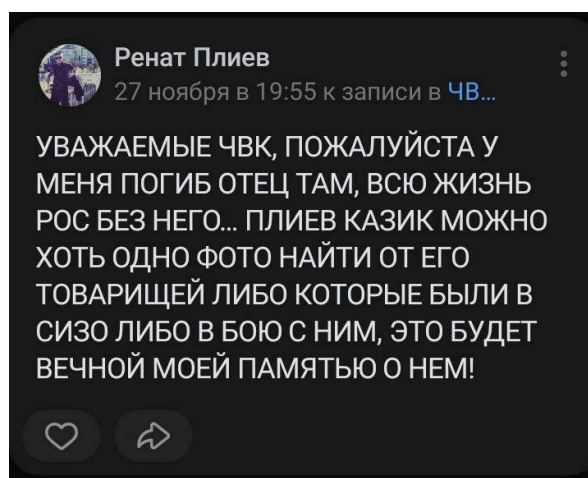 Ренат Плиев
27 ноября в 19:55 к записи в ЧВ...
УВАЖАЕМЫЕ ЧВК, ПОЖАЛУЙСТА У
МЕНЯ ПОГИБ ОТЕЦ ТАМ, ВСЮ ЖИЗНЬ
РОС БЕЗ НЕГО... ПЛИЕВ КАЗИК МОЖНО
ХОТЬ ОДНО ФОТО НАЙТИ ОТ ЕГО
ТОВАРИЩЕЙ ЛИБО КОТОРЫЕ БЫЛИ В
СИЗО ЛИБО В БОЮ С НИМ, ЭТО БУДЕТ
ВЕЧНОЙ МОЕЙ ПАМЯТЬЮ О НЕМ!